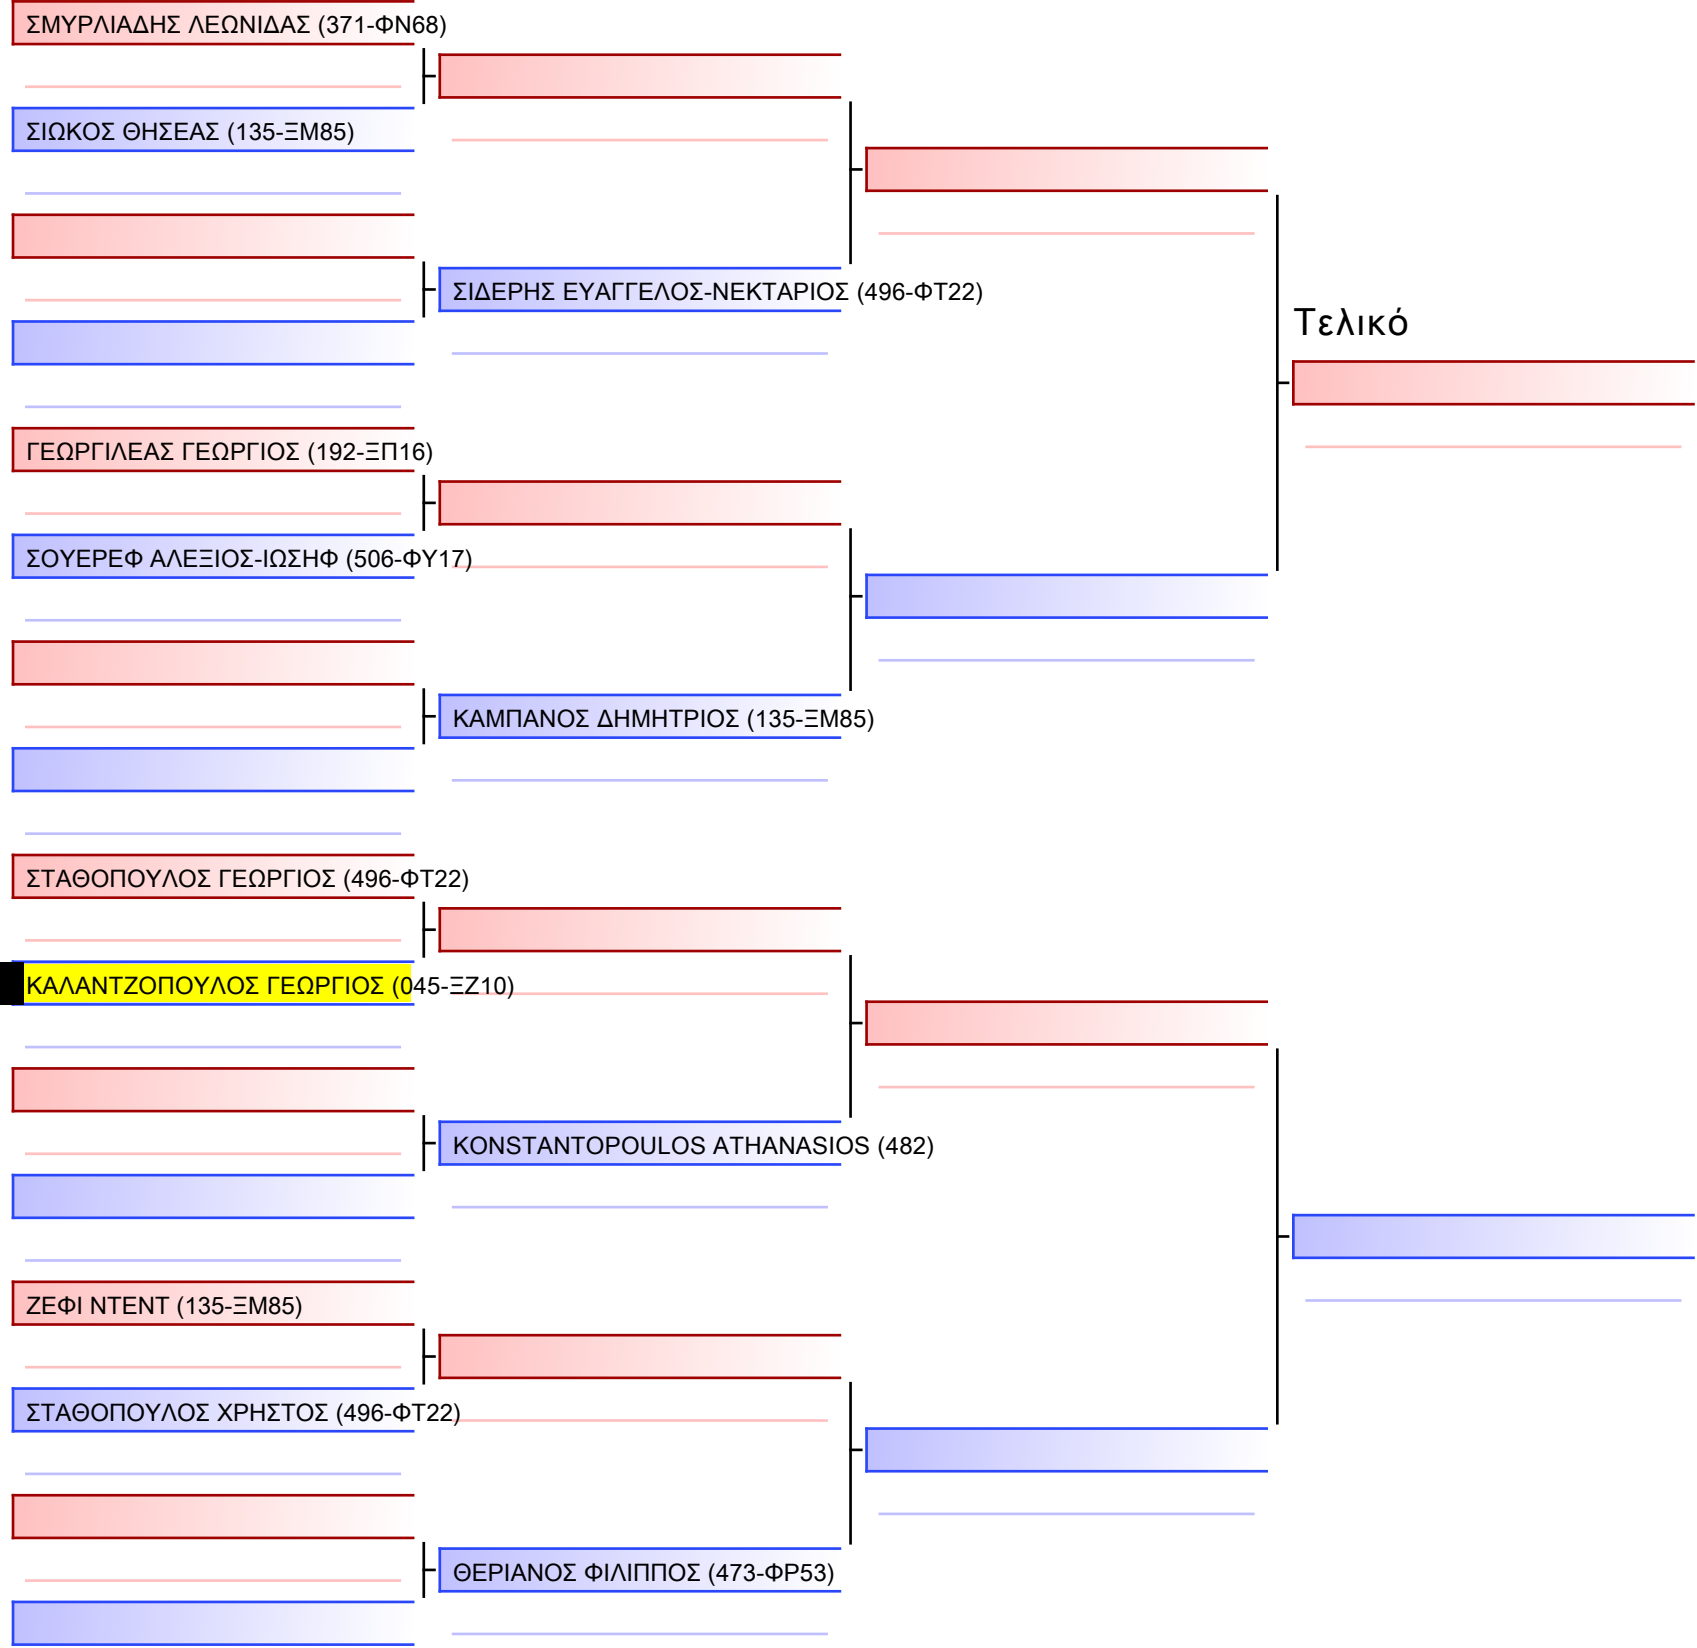 ΣΜΥΡΛΙΑΔΗΣ ΛΕΩΝΙΔΑΣ (371-ΦΝ68)
ΣΙΩΚΟΣ ΘΗΣΕΑΣ (135-ΞΜ85)
ΣΙΔΕΡΗΣ ΕΥΑΓΓΕΛΟΣ-ΝΕΚΤΑΡΙΟΣ (496-ΦΤ22)
Τελικό
ΓΕΩΡΓΙΛΕΑΣ ΓΕΩΡΓΙΟΣ (192-ΞΠ16)
ΣΟΥΕΡΕΦ ΑΛΕΞΙΟΣ-ΙΩΣΗΦ (506-ΦΥ17)
ΚΑΜΠΑΝΟΣ ΔΗΜΗΤΡΙΟΣ (135-ΞΜ85)
ΣΤΑΘΟΠΟΥΛΟΣ ΓΕΩΡΓΙΟΣ (496-ΦΤ22)
ΚΑΛΑΝΤΖΟΠΟΥΛΟΣ ΓΕΩΡΓΙΟΣ (045-ΞΖ10)
KONSTANTOPOULOS ATHANASIOS (482)
ΖΕΦΙ ΝΤΕΝΤ (135-ΞΜ85)
ΣΤΑΘΟΠΟΥΛΟΣ ΧΡΗΣΤΟΣ (496-ΦΤ22)
ΘΕΡΙΑΝΟΣ ΦΙΛΙΠΠΟΣ (473-ΦΡ53)